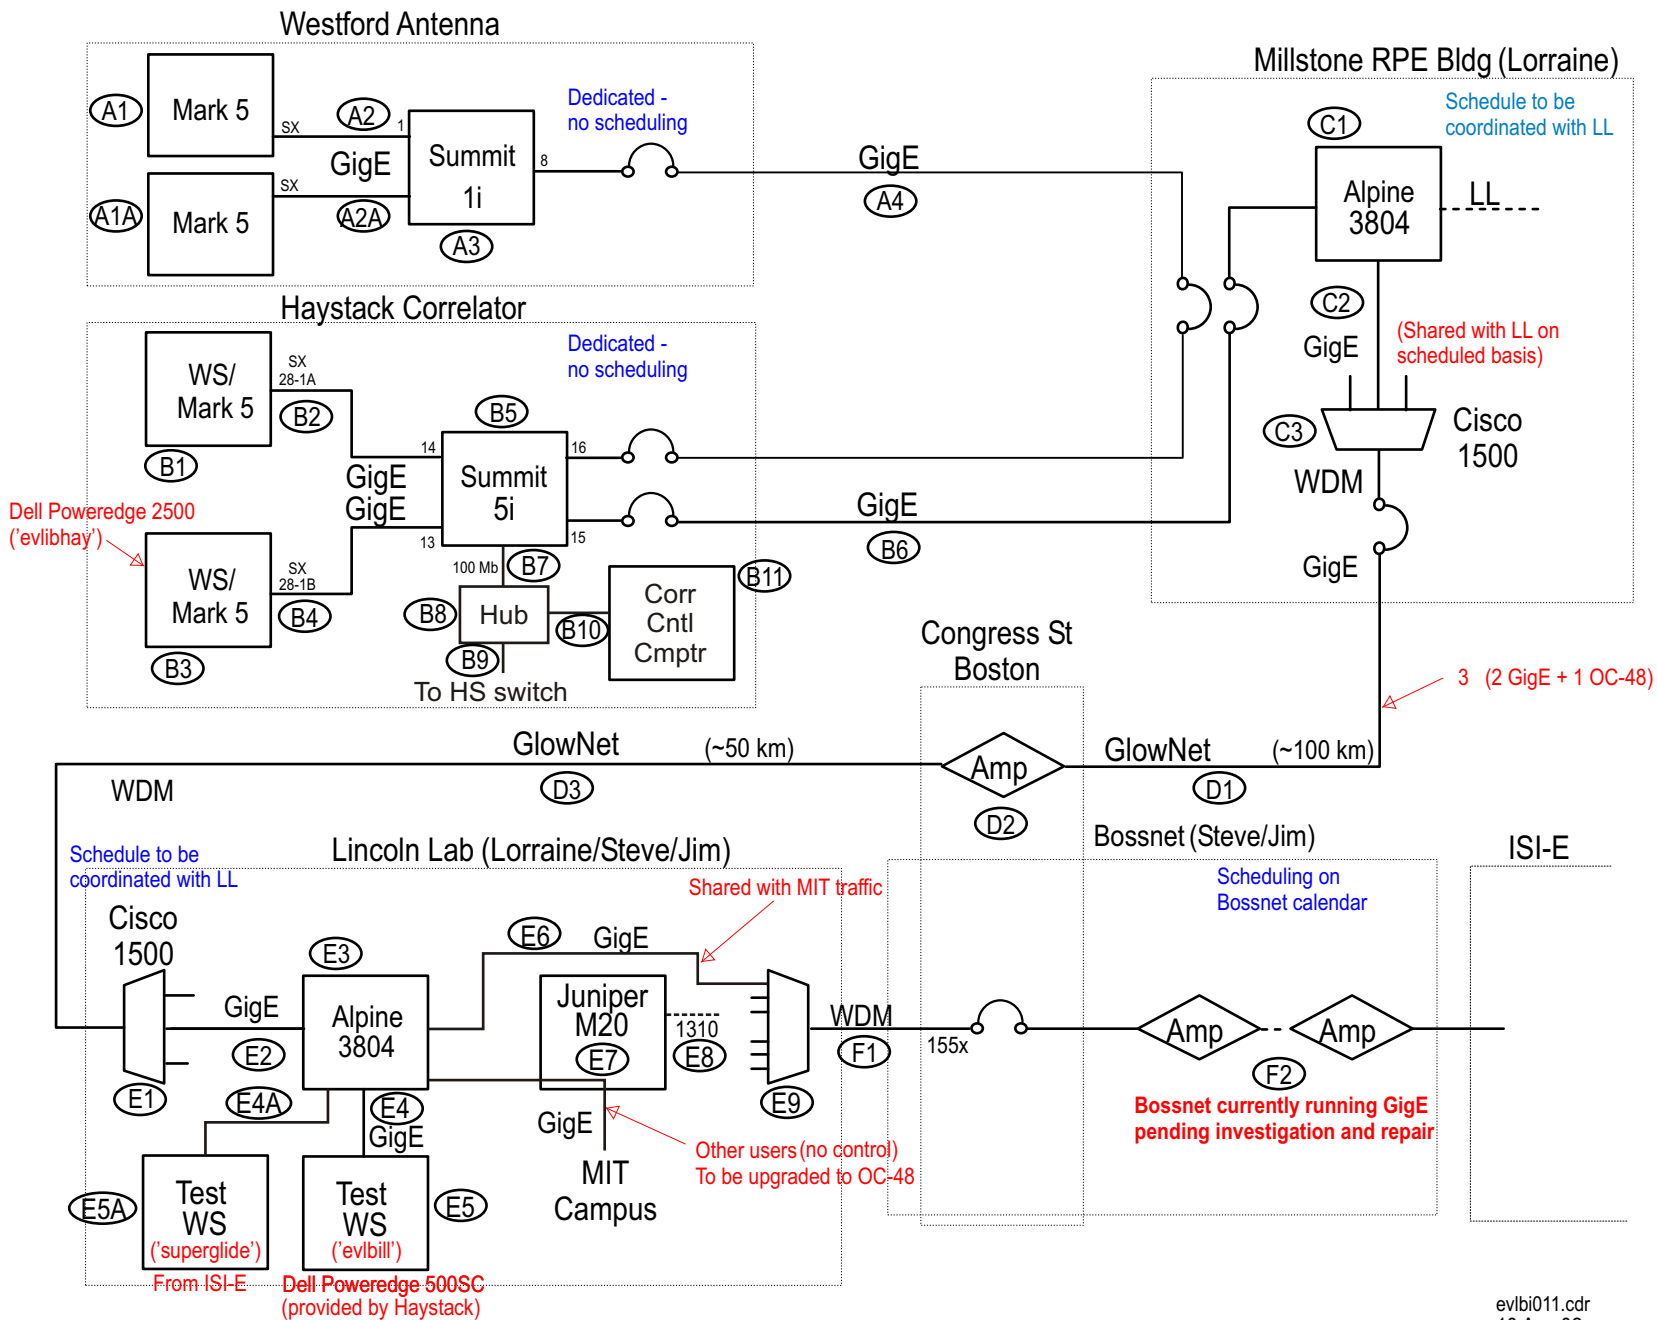 Westford Antenna
A1
Mark 5
SX
A2
1
GigE
A1A
Mark 5
SX
A2A
Summit
1i
A3
8
Dedicated -
no scheduling
GigE
A4
Millstone RPE Bldg (Lorraine)
Schedule to be
coordinated with LL
C1
Alpine
3804
LL
C2
GigE
(Shared with LL on
scheduled basis)
C3
Cisco
1500
WDM
GigE
3 (2 GigE + 1 OC-48)
Haystack Correlator
WS/
Mark 5
SX
28-1A
B2
B1
Dedicated -
no scheduling
B5
14
16
GigE
GigE
Summit
5i
13
15
GigE
B6
Dell Poweredge 2500
('evlibhay')
WS/
Mark 5
SX
28-1B
B4
B3
100 Mb
B7
B8
Hub
B10
B9
To HS switch
Corr
Cntl
Cmptr
B11
Congress St
Boston
GlowNet
(~50 km)
D3
WDM
Amp
D2
GlowNet
(~100 km)
D1
Lincoln Lab (Lorraine/Steve/Jim)
Schedule to be
coordinated with LL
Cisco
1500
E1
GigE
E2
E3
Alpine
3804
E4A
E4
GigE
E6
GigE
Shared with MIT traffic
Juniper
M20
E7
1310
E8
E9
GigE
MIT
Campus
Other users (no control)
To be upgraded to OC-48
E5A
Test
WS
('superglide')
From ISI-E
Test
WS
('evlbill')
E5
Dell Poweredge 500SC
(provided by Haystack)
Bossnet (Steve/Jim)
Scheduling on
Bossnet calendar
WDM
F1
155x
Amp
Amp
F2
Bossnet currently running GigE
pending investigation and repair
ISI-E
evlbi011.cdr